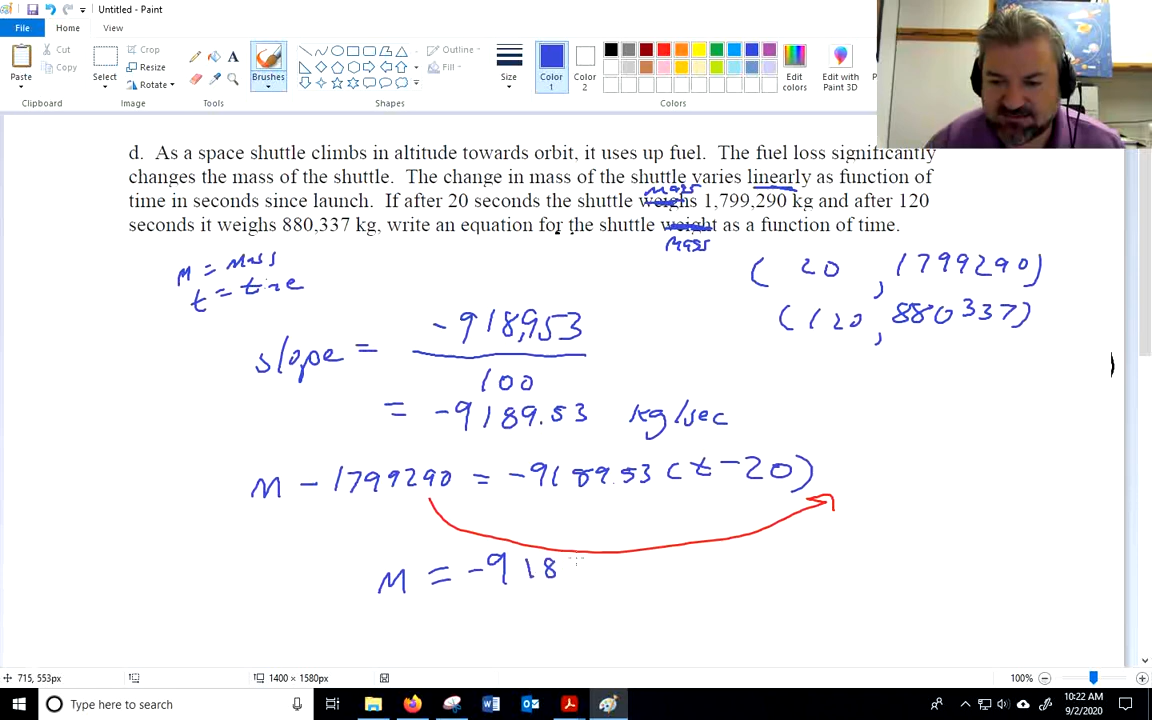 Untitled - Paint
File Home View
Paste
Cut
Copy
Clipboard
Select
Crop
Resize
Rotate
Image
A
Tools
Brushes
Shapes
Outline
Fill
Size
Color 1
Color 2
Colors
Edit colors
Edit with Paint 3D
d. As a space shuttle climbs in altitude towards orbit, it uses up fuel. The fuel loss significantly
changes the mass of the shuttle. The change in mass of the shuttle varies linearly as function of
mass
time in seconds since launch. If after 20 seconds the shuttle weighs 1,799,290 kg and after 120
seconds it weighs 880,337 kg, write an equation for the shuttle weight as a function of time.
mass
M = mass
t = time
( 20 , 1799290)
(120, 880337)
slope = -918,953
100
= -9189.53 kg/sec
M - 1799290 = -9189.53 (t - 20)
M = -918
715, 553px
1400 × 1580px
100%
Type here to search
10:22 AM
9/2/2020